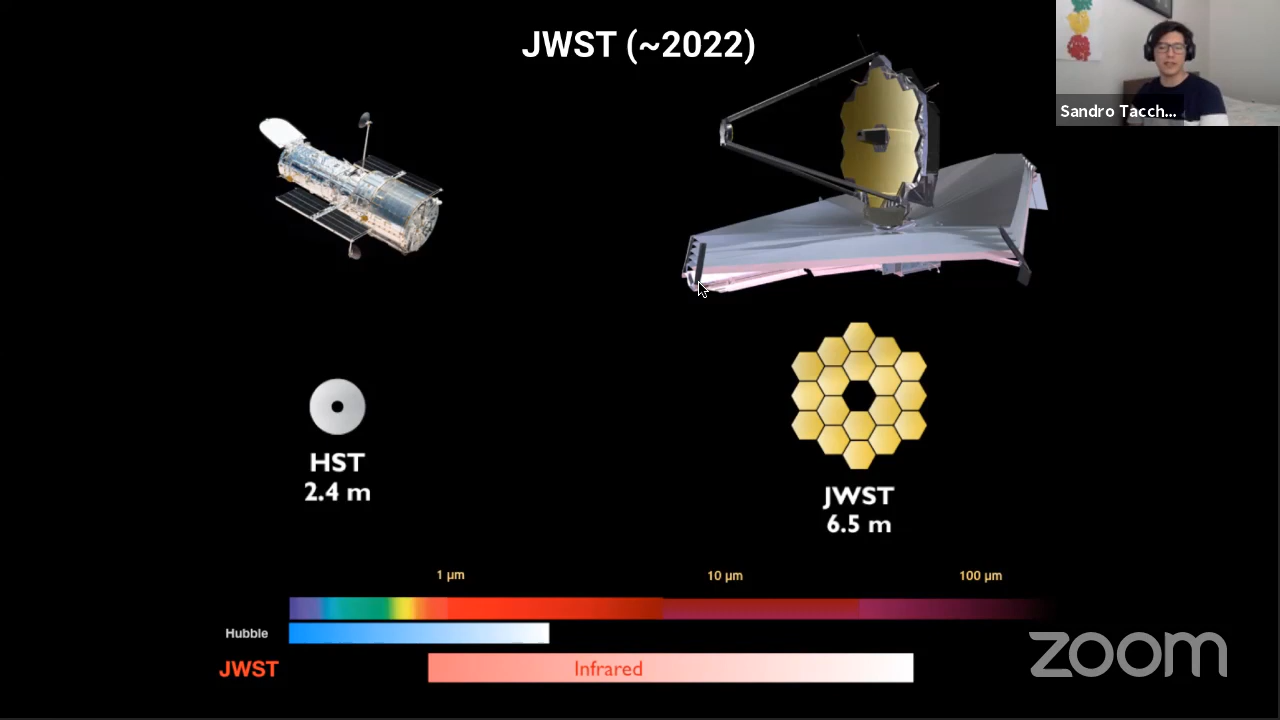 JWST (~2022)
Sandro Tacch...
HST
2.4 m
JWST
6.5 m
1 µm
10 µm
100 µm
Hubble
JWST
Infrared
zoom